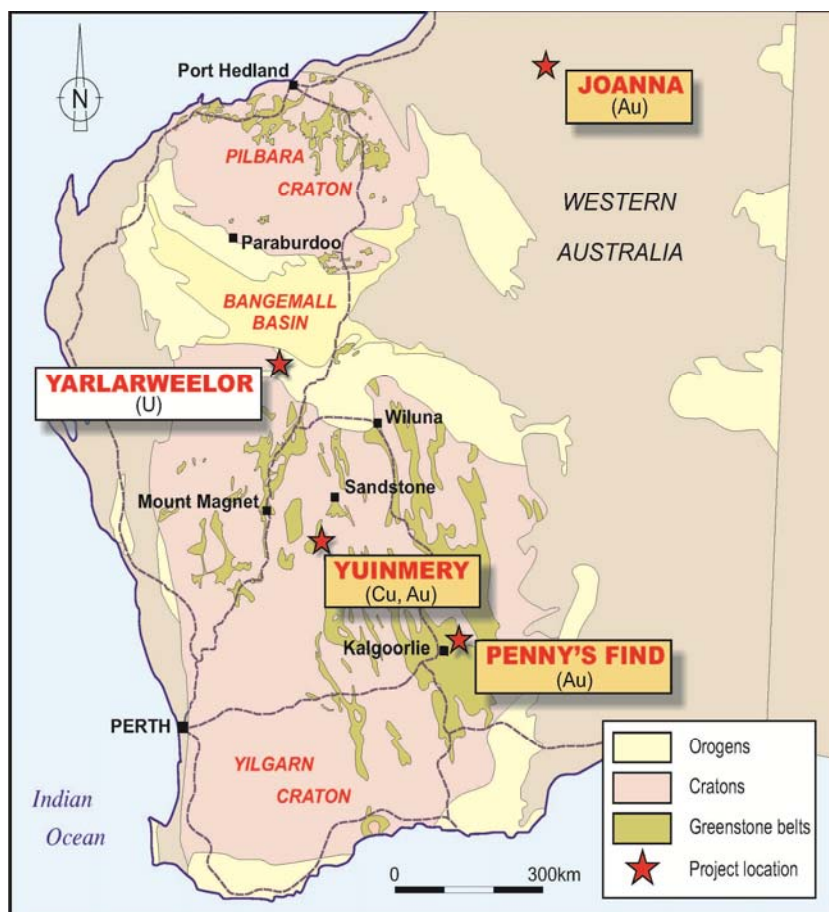 Port Hedland
N
JOANNA
(Au)
PILBARA
CRATON
WESTERN
AUSTRALIA
Paraburdoo
BANGEMALL
BASIN
YARLARWEELOR
(U)
Wiluna
Sandstone
Mount Magnet
YUINMERY
(Cu, Au)
Kalgoorlie
PENNY'S FIND
(Au)
PERTH
YILGARN
CRATON
Indian
Ocean
Orogens
Cratons
Greenstone belts
Project location
0
300km